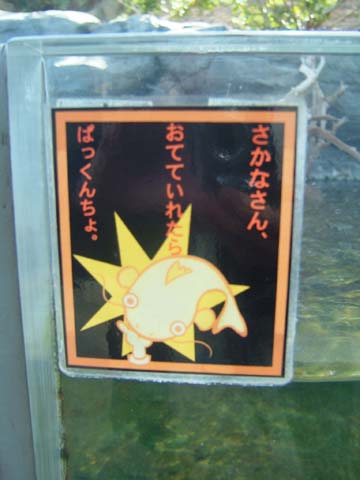 さかなさん、
おてていれたら
ぱっくんちょ。